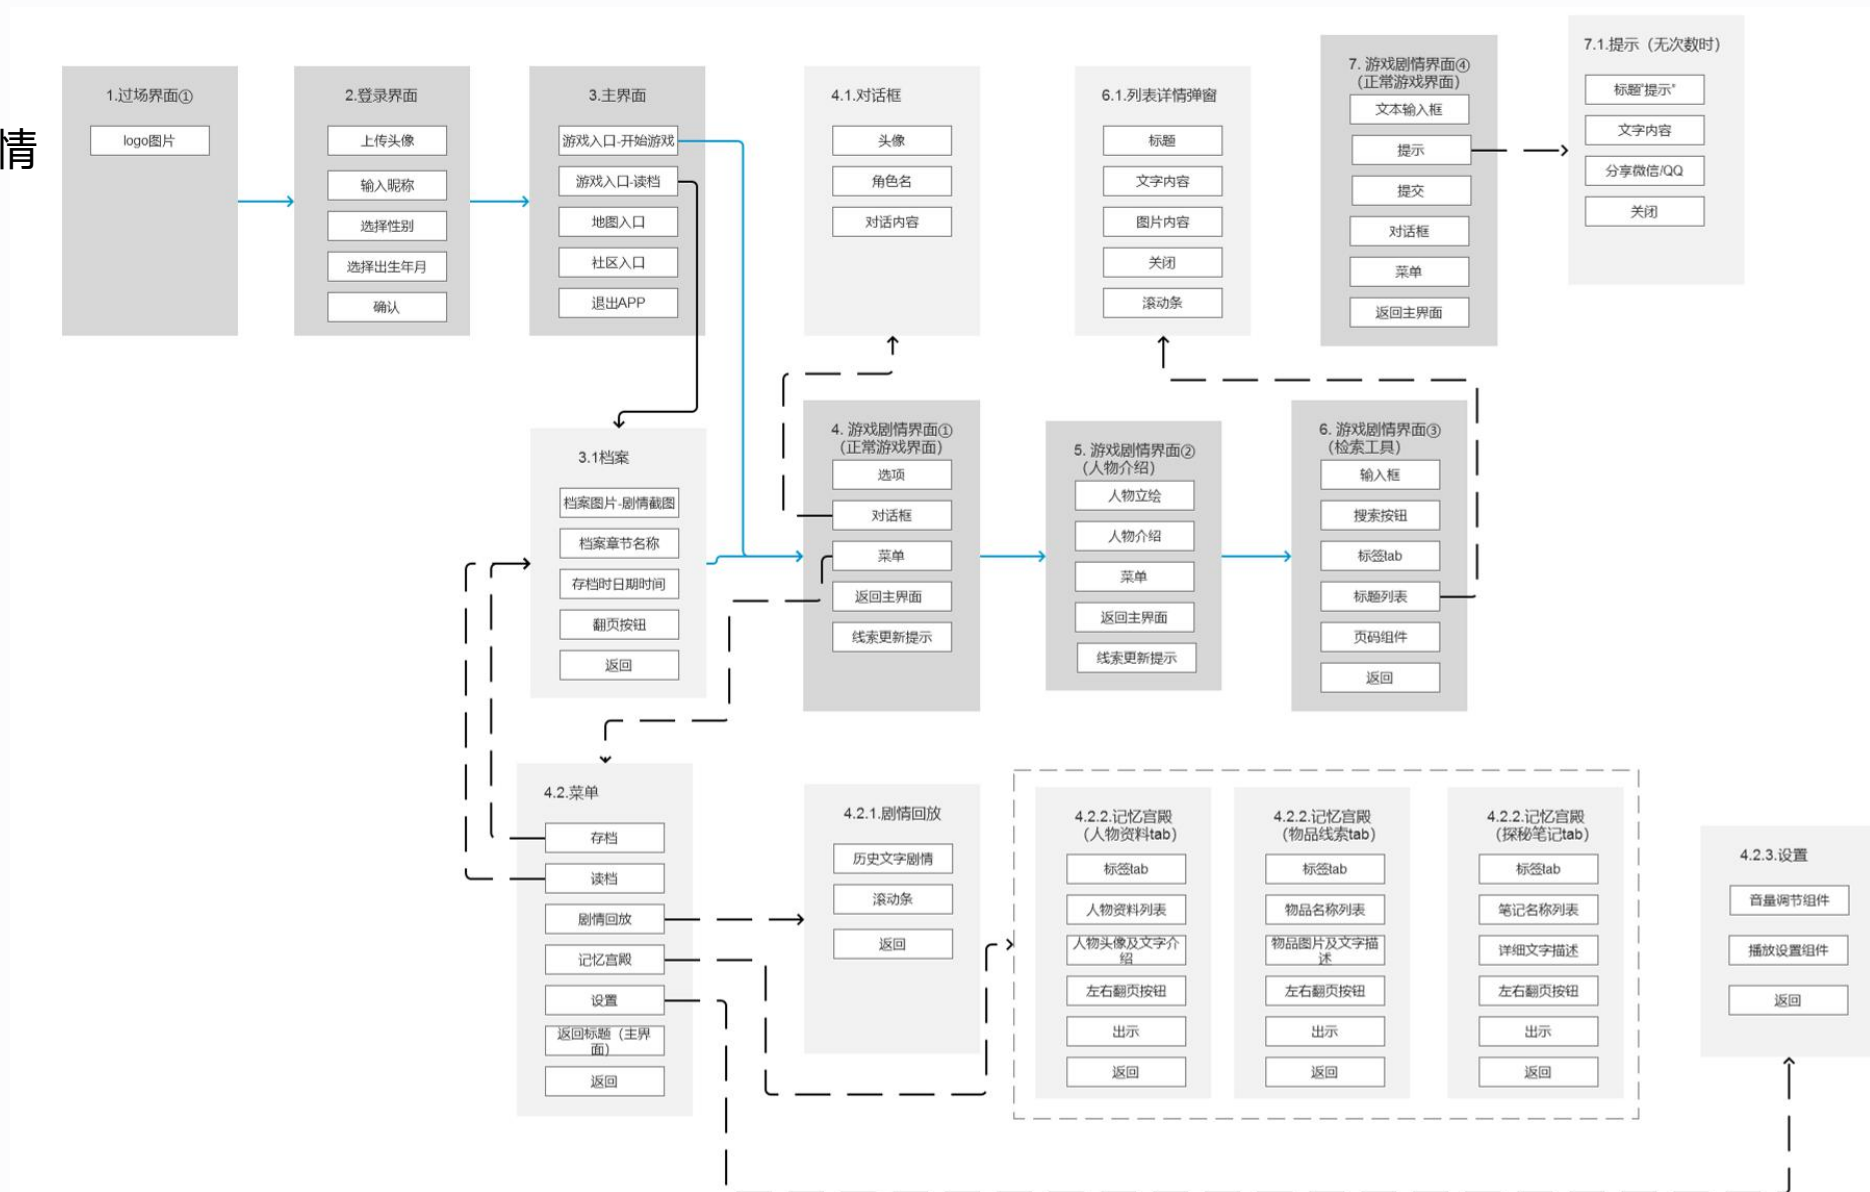 情
1.过场界面①
logo图片
2.登录界面
上传头像
输入昵称
选择性别
选择出生年月
确认
3.主界面
游戏入口-开始游戏
游戏入口-读档
地图入口
社区入口
退出APP
4.1.对话框
头像
角色名
对话内容
6.1.列表详情弹窗
标题
文字内容
图片内容
关闭
滚动条
7. 游戏剧情界面④
(正常游戏界面)
文本输入框
提示
提交
对话框
菜单
返回主界面
7.1.提示（无次数时）
标题"提示"
文字内容
分享微信/QQ
关闭
3.1档案
档案图片-剧情截图
档案章节名称
存档时日期时间
翻页按钮
返回
4. 游戏剧情界面①
(正常游戏界面)
选项
对话框
菜单
返回主界面
线索更新提示
5. 游戏剧情界面②
(人物介绍)
人物立绘
人物介绍
菜单
返回主界面
线索更新提示
6. 游戏剧情界面③
(检索工具)
输入框
搜索按钮
标签tab
标题列表
页码组件
返回
4.2.菜单
存档
读档
剧情回放
记忆宫殿
设置
返回标题（主界
面）
返回
4.2.1.剧情回放
历史文字剧情
滚动条
返回
4.2.2.记忆宫殿
（人物资料tab）
标签tab
人物资料列表
人物头像及文字介
绍
左右翻页按钮
出示
返回
4.2.2.记忆宫殿
（物品线索tab）
标签tab
物品名称列表
物品图片及文字描
述
左右翻页按钮
出示
返回
4.2.2.记忆宫殿
（探秘笔记tab）
标签tab
笔记名称列表
详细文字描述
左右翻页按钮
出示
返回
4.2.3.设置
音量调节组件
播放设置组件
返回